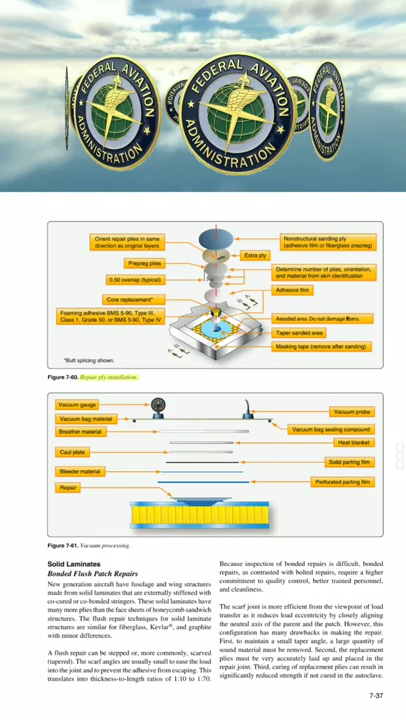 FEDERAL AVIATION
ADMINISTRATION
FEDERAL AVIATION
ADMINISTRATION
Orient repair plies in same
direction as original layers
Nonstructural sanding ply
(adhesive film or fiberglass prepreg)
Extra ply
Prepreg plies
Determine number of plies, orientation,
and material from skin identification
0.50 overlap (typical)
Adhesive film
Core replacement*
Foaming adhesive BMS 5-90, Type III,
Class 1, Grade 50, or BMS 5-90, Type IV
Aeraded area. Do not damage fibers.
Taper sanded area
Masking tape (remove after sanding)
*Butt splicing shown.
Figure 7-60. Repair ply installation.
Vacuum gauge
Vacuum probe
Vacuum bag material
Vacuum bag sealing compound
Breather material
Heat blanket
Caul plate
Solid parting film
Bleeder material
Perforated parting film
Repair
Figure 7-61. Vacuum processing.
Solid Laminates
Bonded Flush Patch Repairs
New generation aircraft have fuselage and wing structures
made from solid laminates that are externally stiffened with
co-cured or co-bonded stringers. These solid laminates have
many more plies than the face sheets of honeycomb sandwich
structures. The flush repair techniques for solid laminate
structures are similar for fiberglass, Kevlar®, and graphite
with minor differences.
A flush repair can be stepped or, more commonly, scarved
(tapered). The scarf angles are usually small to ease the load
into the joint and to prevent the adhesive from escaping. This
translates into thickness-to-length ratios of 1:10 to 1:70.
Because inspection of bonded repairs is difficult, bonded
repairs, as contrasted with bolted repairs, require a higher
commitment to quality control, better trained personnel,
and cleanliness.
The scarf joint is more efficient from the viewpoint of load
transfer as it reduces load eccentricity by closely aligning
the neutral axis of the parent and the patch. However, this
configuration has many drawbacks in making the repair.
First, to maintain a small taper angle, a large quantity of
sound material must be removed. Second, the replacement
plies must be very accurately laid up and placed in the
repair joint. Third, curing of replacement plies can result in
significantly reduced strength if not cured in the autoclave.
7-37